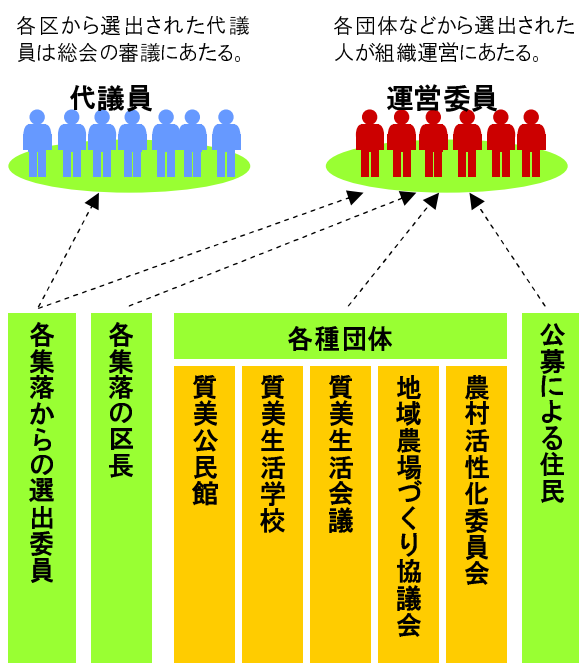 各区から選出された代議
員は総会の審議にあたる。
各団体などから選出された
人が組織運営にあたる。
代議員
運営委員
各集落からの選出委員
各集落の区長
各種団体
質美公民館
質美生活学校
質美生活会議
地域農場づくり協議会
農村活性化委員会
公募による住民